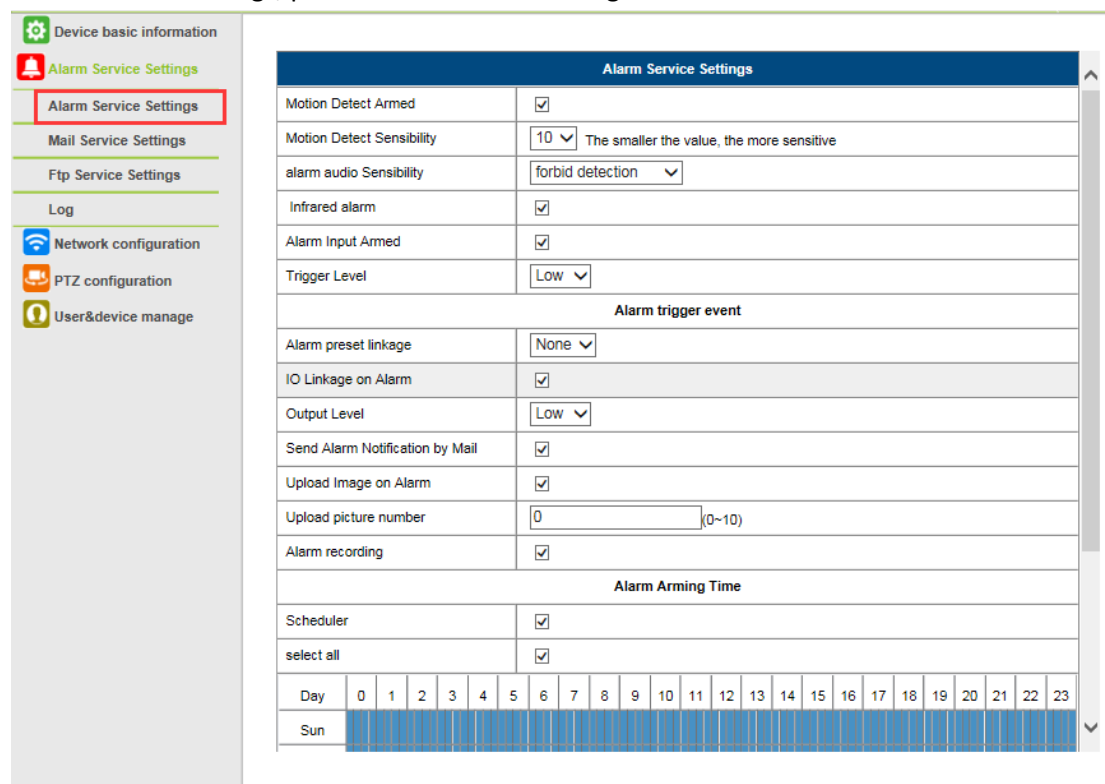 Device basic information
Alarm Service Settings
Alarm Service Settings
Mail Service Settings
Ftp Service Settings
Log
Network configuration
PTZ configuration
User&device manage
Alarm Service Settings
Motion Detect Armed
Motion Detect Sensibility 10 The smaller the value, the more sensitive
alarm audio Sensibility forbid detection
Infrared alarm
Alarm Input Armed
Trigger Level Low
Alarm trigger event
Alarm preset linkage None
IO Linkage on Alarm
Output Level Low
Send Alarm Notification by Mail
Upload Image on Alarm
Upload picture number 0 (0~10)
Alarm recording
Alarm Arming Time
Scheduler
select all
Day 0 1 2 3 4 5 6 7 8 9 10 11 12 13 14 15 16 17 18 19 20 21 22 23
Sun